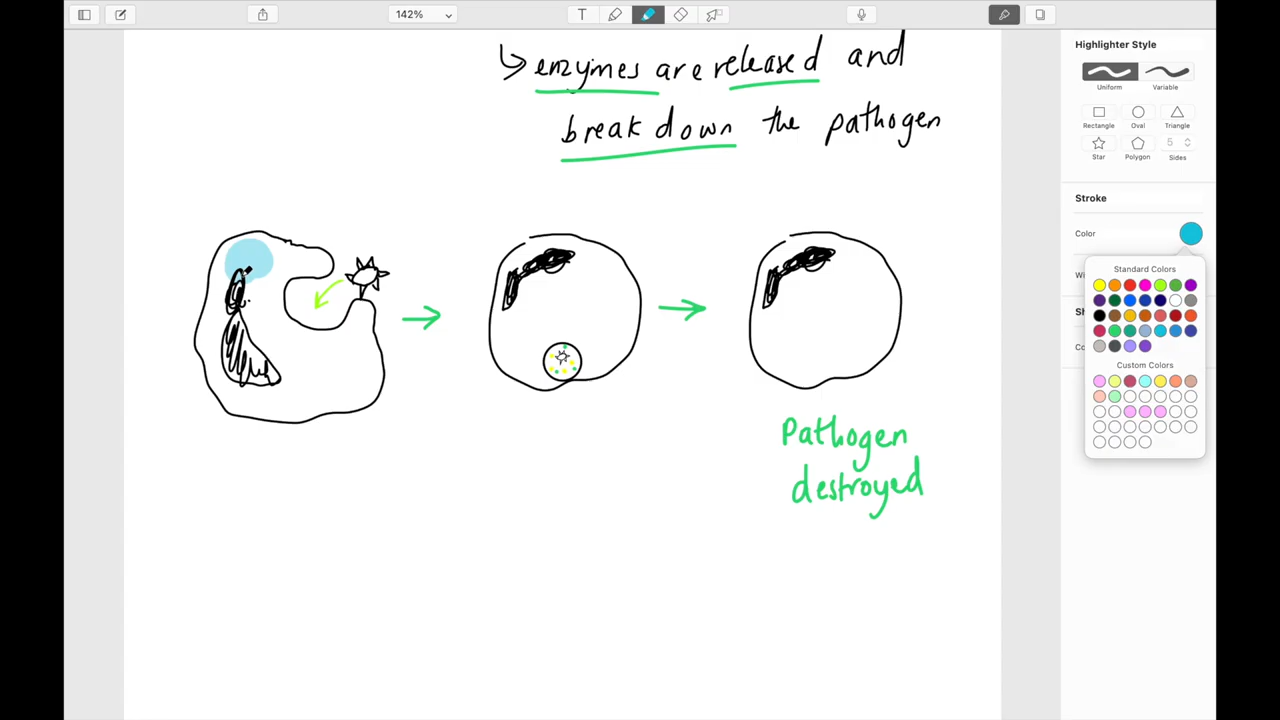 142%
T
Highlighter Style
enzymes are released and
Uniform Variable
break down the pathogen
Rectangle Oval Triangle
5
Star Polygon Sides
Stroke
Color
Standard Colors
Custom Colors
Pathogen
destroyed